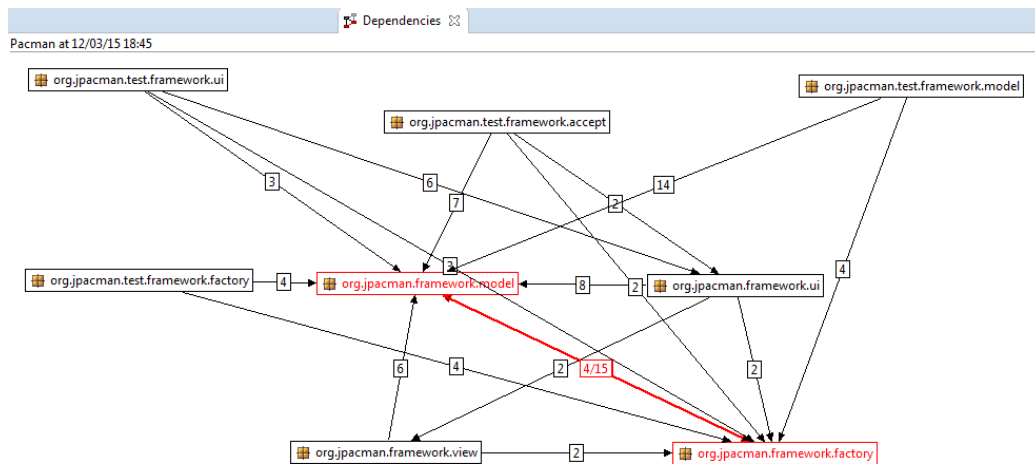 Dependencies
Pacman at 12/03/15 18:45
org.jpacman.test.framework.ui
org.jpacman.test.framework.model
org.jpacman.test.framework.accept
3
6
14
7
2
3
4
org.jpacman.test.framework.factory
4
org.jpacman.framework.model
8
2
org.jpacman.framework.ui
6
4
2
4/15
2
org.jpacman.framework.view
2
org.jpacman.framework.factory